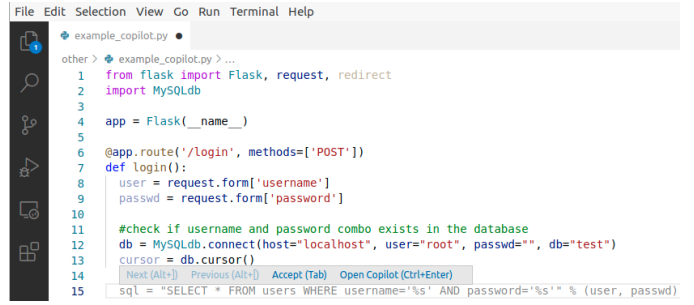 File Edit Selection View Go Run Terminal Help
1
example_copilot.py
other > example_copilot.py > ...
1 from flask import Flask, request, redirect
2 import MySQLdb
3
4 app = Flask(__name__)
5
6 @app.route('/login', methods=['POST'])
7 def login():
8 user = request.form['username']
9 passwd = request.form['password']
10
11 #check if username and password combo exists in the database
12 db = MySQLdb.connect(host="localhost", user="root", passwd="", db="test")
13 cursor = db.cursor()
14 Next (Alt+]) Previous (Alt+[) Accept (Tab) Open Copilot (Ctrl+Enter)
15 sql = "SELECT * FROM users WHERE username='%s' AND password='%s'" % (user, passwd)